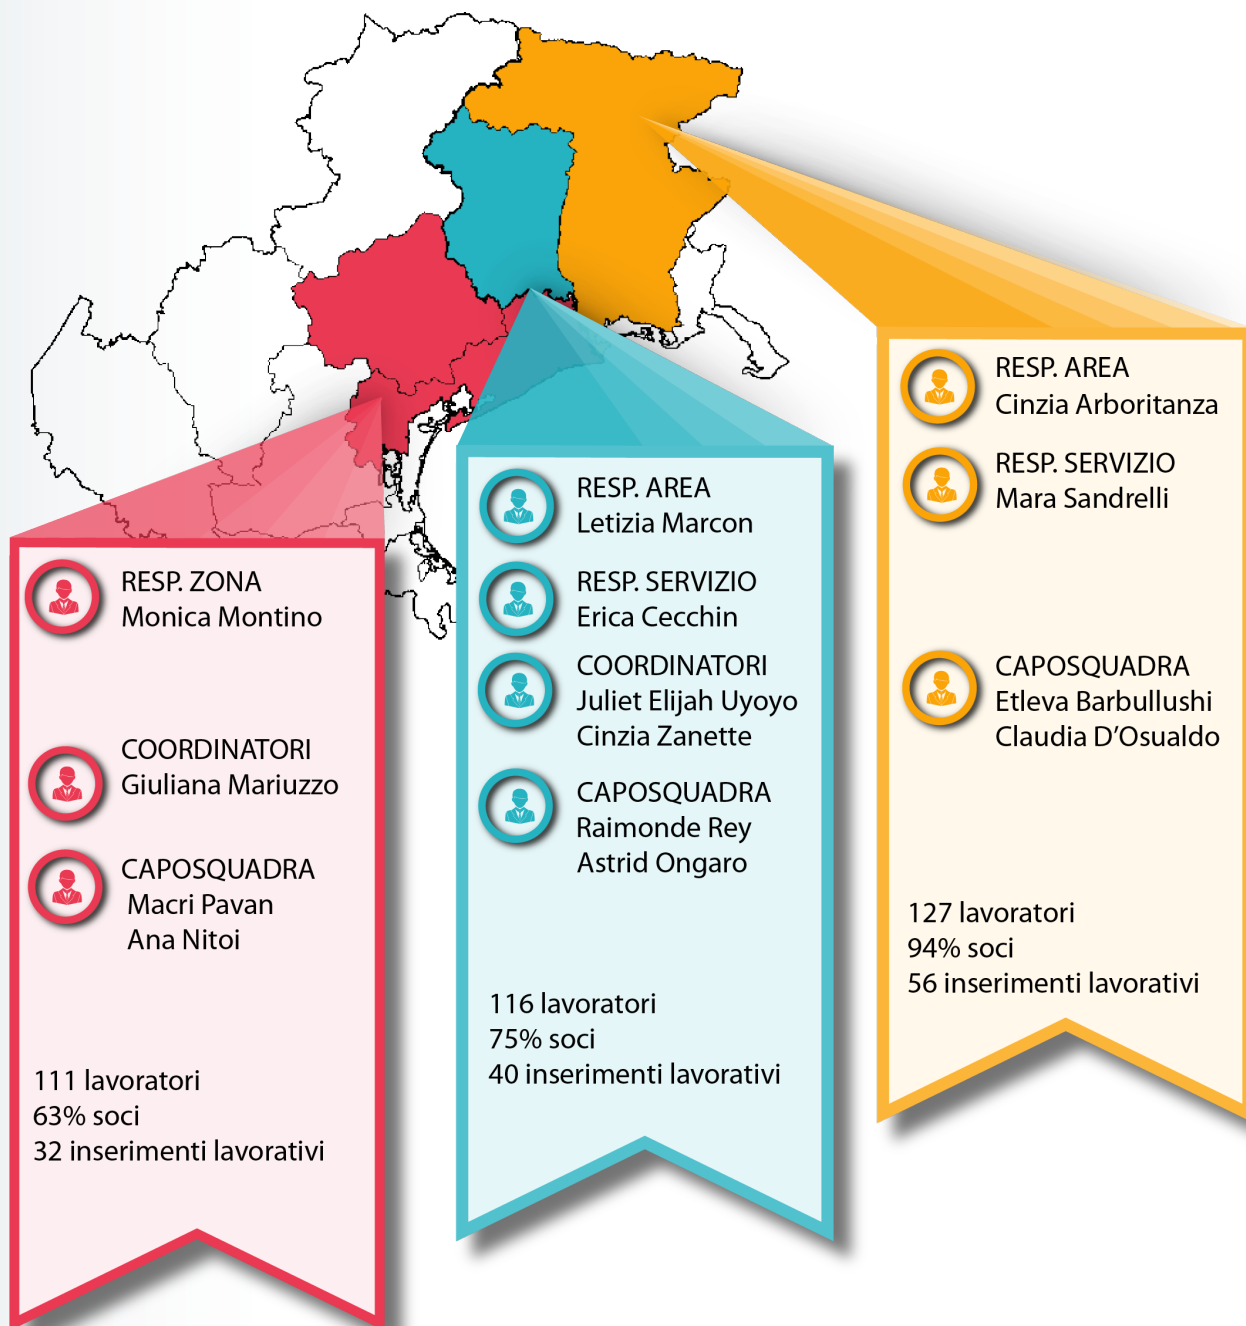 RESP. ZONA
Monica Montino
COORDINATORI
Giuliana Mariuzzo
CAPOSQUADRA
Macri Pavan
Ana Nitoi
111 lavoratori
63% soci
32 inserimenti lavorativi
RESP. AREA
Letizia Marcon
RESP. SERVIZIO
Erica Cecchin
COORDINATORI
Juliet Elijah Uyoyo
Cinzia Zanette
CAPOSQUADRA
Raimonde Rey
Astrid Ongaro
116 lavoratori
75% soci
40 inserimenti lavorativi
RESP. AREA
Cinzia Arboritanza
RESP. SERVIZIO
Mara Sandrelli
CAPOSQUADRA
Etleva Barbullushi
Claudia D’Osualdo
127 lavoratori
94% soci
56 inserimenti lavorativi